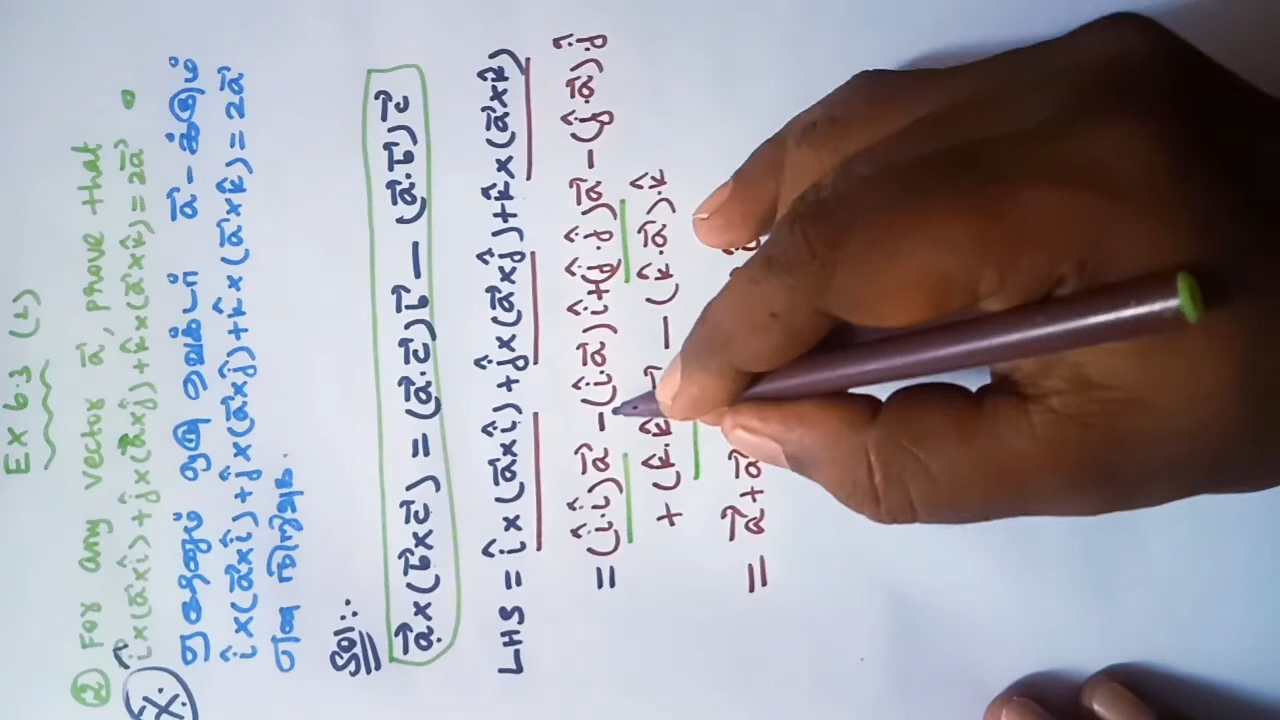 Ex 6.3 (2)
② For any vector a⃗, prove that
î×(a⃗×î)+ĵ×(a⃗×ĵ)+k̂×(a⃗×k̂)=2a⃗.
ஏதேனும் ஒரு வெக்டர் a⃗-க்கும்
î×(a⃗×î)+ĵ×(a⃗×ĵ)+k̂×(a⃗×k̂)=2a⃗
என நிறுவுக.
Sol:-
a⃗×(b⃗×c⃗) = (a⃗.c⃗)b⃗ – (a⃗.b⃗)c⃗
LHS = î×(a⃗×î)+ĵ×(a⃗×ĵ)+k̂×(a⃗×k̂)
= (î.î)a⃗ –(î.a⃗)î+(ĵ.ĵ)a⃗ –(ĵ.a⃗).ĵ
+(k̂.k̂ –(k̂.a⃗).k̂
= a⃗+a⃗